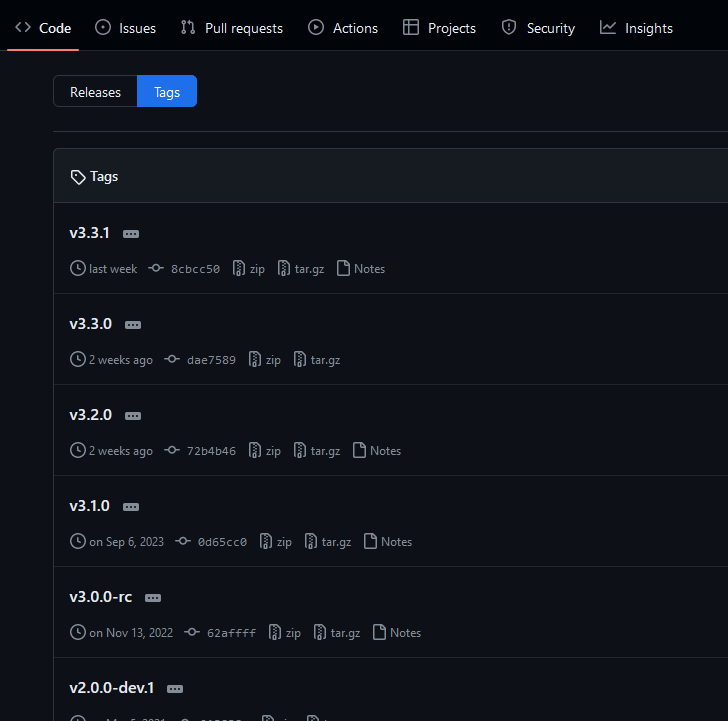 Code Issues Pull requests Actions Projects Security Insights
Releases Tags
Tags
v3.3.1
last week 8cbcc50 zip tar.gz Notes
v3.3.0
2 weeks ago dae7589 zip tar.gz
v3.2.0
2 weeks ago 72b4b46 zip tar.gz Notes
v3.1.0
on Sep 6, 2023 0d65cc0 zip tar.gz Notes
v3.0.0-rc
on Nov 13, 2022 62affff zip tar.gz Notes
v2.0.0-dev.1